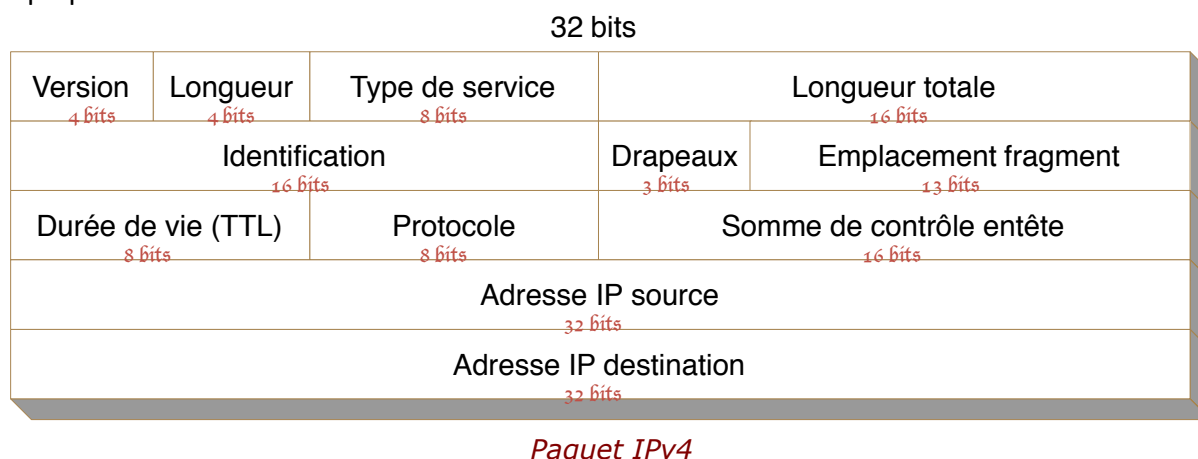 32 bits
Version Longueur Type de service Longueur totale
4 bits 4 bits 8 bits 16 bits
Identification Drapeaux Emplacement fragment
16 bits 3 bits 13 bits
Durée de vie (TTL) Protocole Somme de contrôle entête
8 bits 8 bits 16 bits
Adresse IP source
32 bits
Adresse IP destination
32 bits
Paquet IPv4